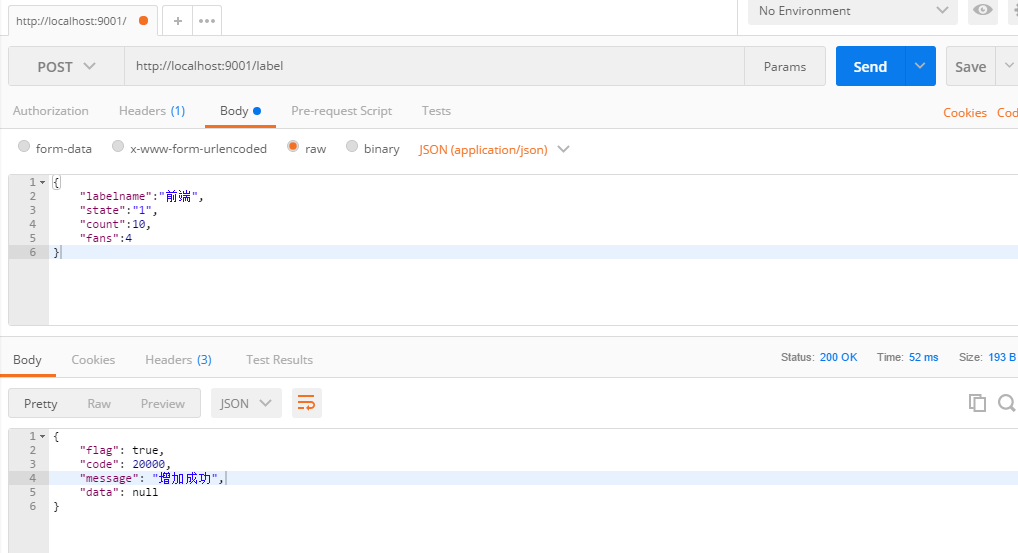 http://localhost:9001/
No Environment
POST http://localhost:9001/label Params Send Save
Authorization Headers (1) Body Pre-request Script Tests Cookies Cod
form-data x-www-form-urlencoded raw binary JSON (application/json)
1 {
2 "labelname":"前端",
3 "state":"1",
4 "count":10,
5 "fans":4
6 }
Body Cookies Headers (3) Test Results Status: 200 OK Time: 52 ms Size: 193 B
Pretty Raw Preview JSON
1 {
2 "flag": true,
3 "code": 20000,
4 "message": "增加成功",
5 "data": null
6 }